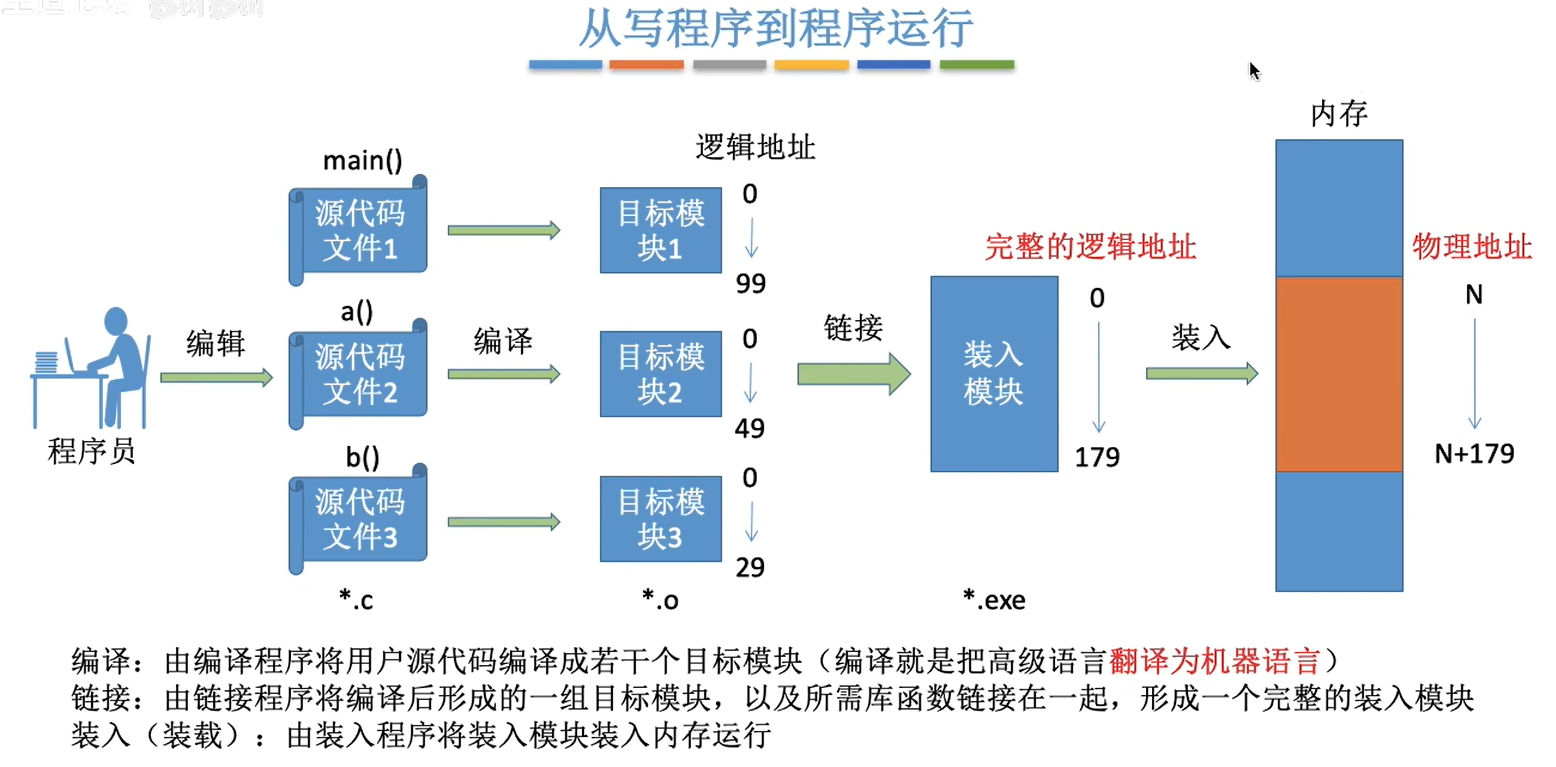 从写程序到程序运行
内存
main()
逻辑地址
源代码
文件1
目标模
块1
0
99
完整的逻辑地址
物理地址
a()
编辑
源代码
文件2
编译
目标模
块2
0
49
链接
装入
模块
0
179
装入
N
N+179
程序员
b()
源代码
文件3
目标模
块3
0
29
*.c
*.o
*.exe
编译：由编译程序将用户源代码编译成若干个目标模块（编译就是把高级语言翻译为机器语言）
链接：由链接程序将编译后形成的一组目标模块，以及所需库函数链接在一起，形成一个完整的装入模块
装入（装载）：由装入程序将装入模块装入内存运行